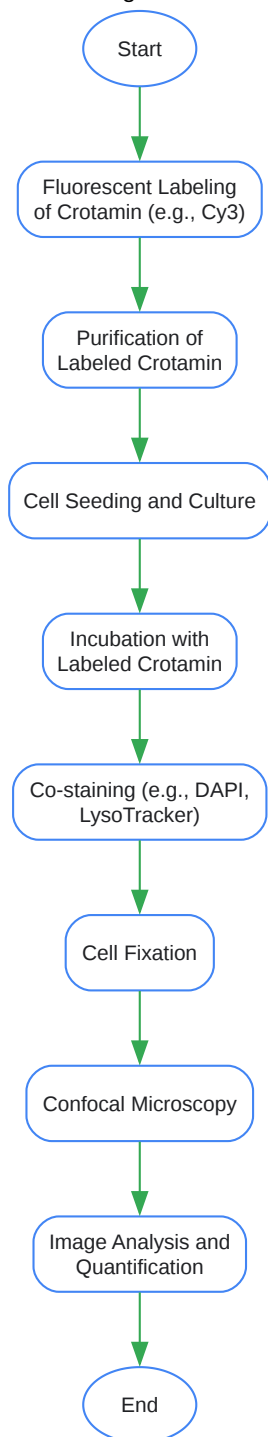 Start
Fluorescent Labeling
of Crotamin (e.g., Cy3)
Purification of
Labeled Crotamin
Cell Seeding and Culture
Incubation with
Labeled Crotamin
Co-staining (e.g., DAPI,
LysoTracker)
Cell Fixation
Confocal Microscopy
Image Analysis and
Quantification
End